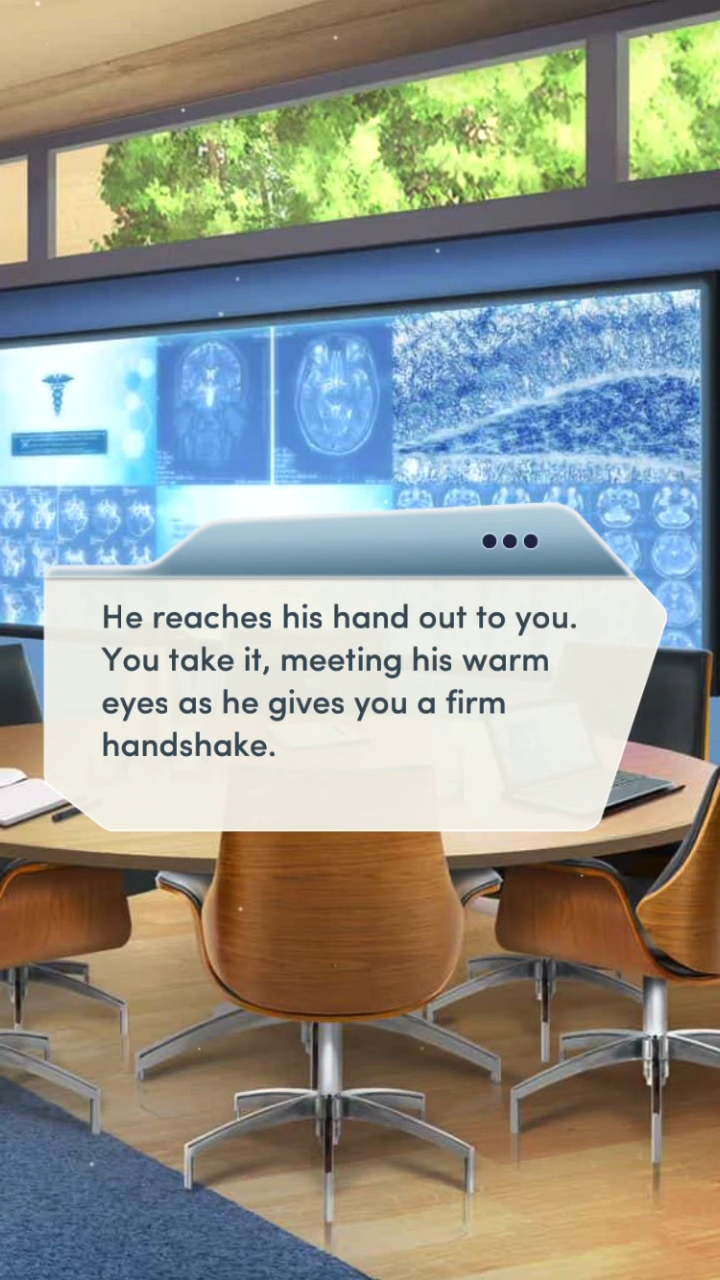 He reaches his hand out to you.
You take it, meeting his warm
eyes as he gives you a firm
handshake.